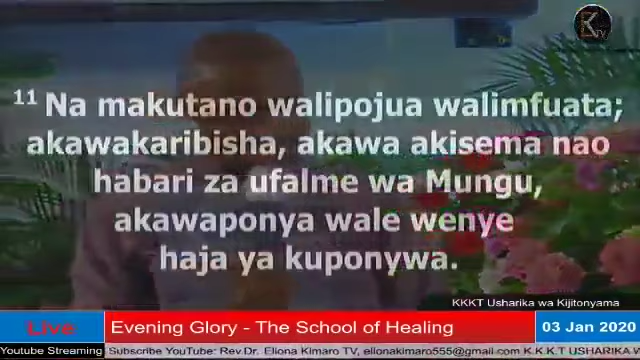 11 Na makutano walipojua walimfuata;
akawakaribisha, akawa akisema nao
habari za ufalme wa Mungu,
akawaponya wale wenye
haja ya kuponywa.
KKKT Usharika wa Kijitonyama
Live Evening Glory - The School of Healing 03 Jan 2020
Youtube Streaming Subscribe YouTube: Rev.Dr. Eliona Kimaro TV, elionakimaro555@gmail.com K.K.K.T USHARIKA